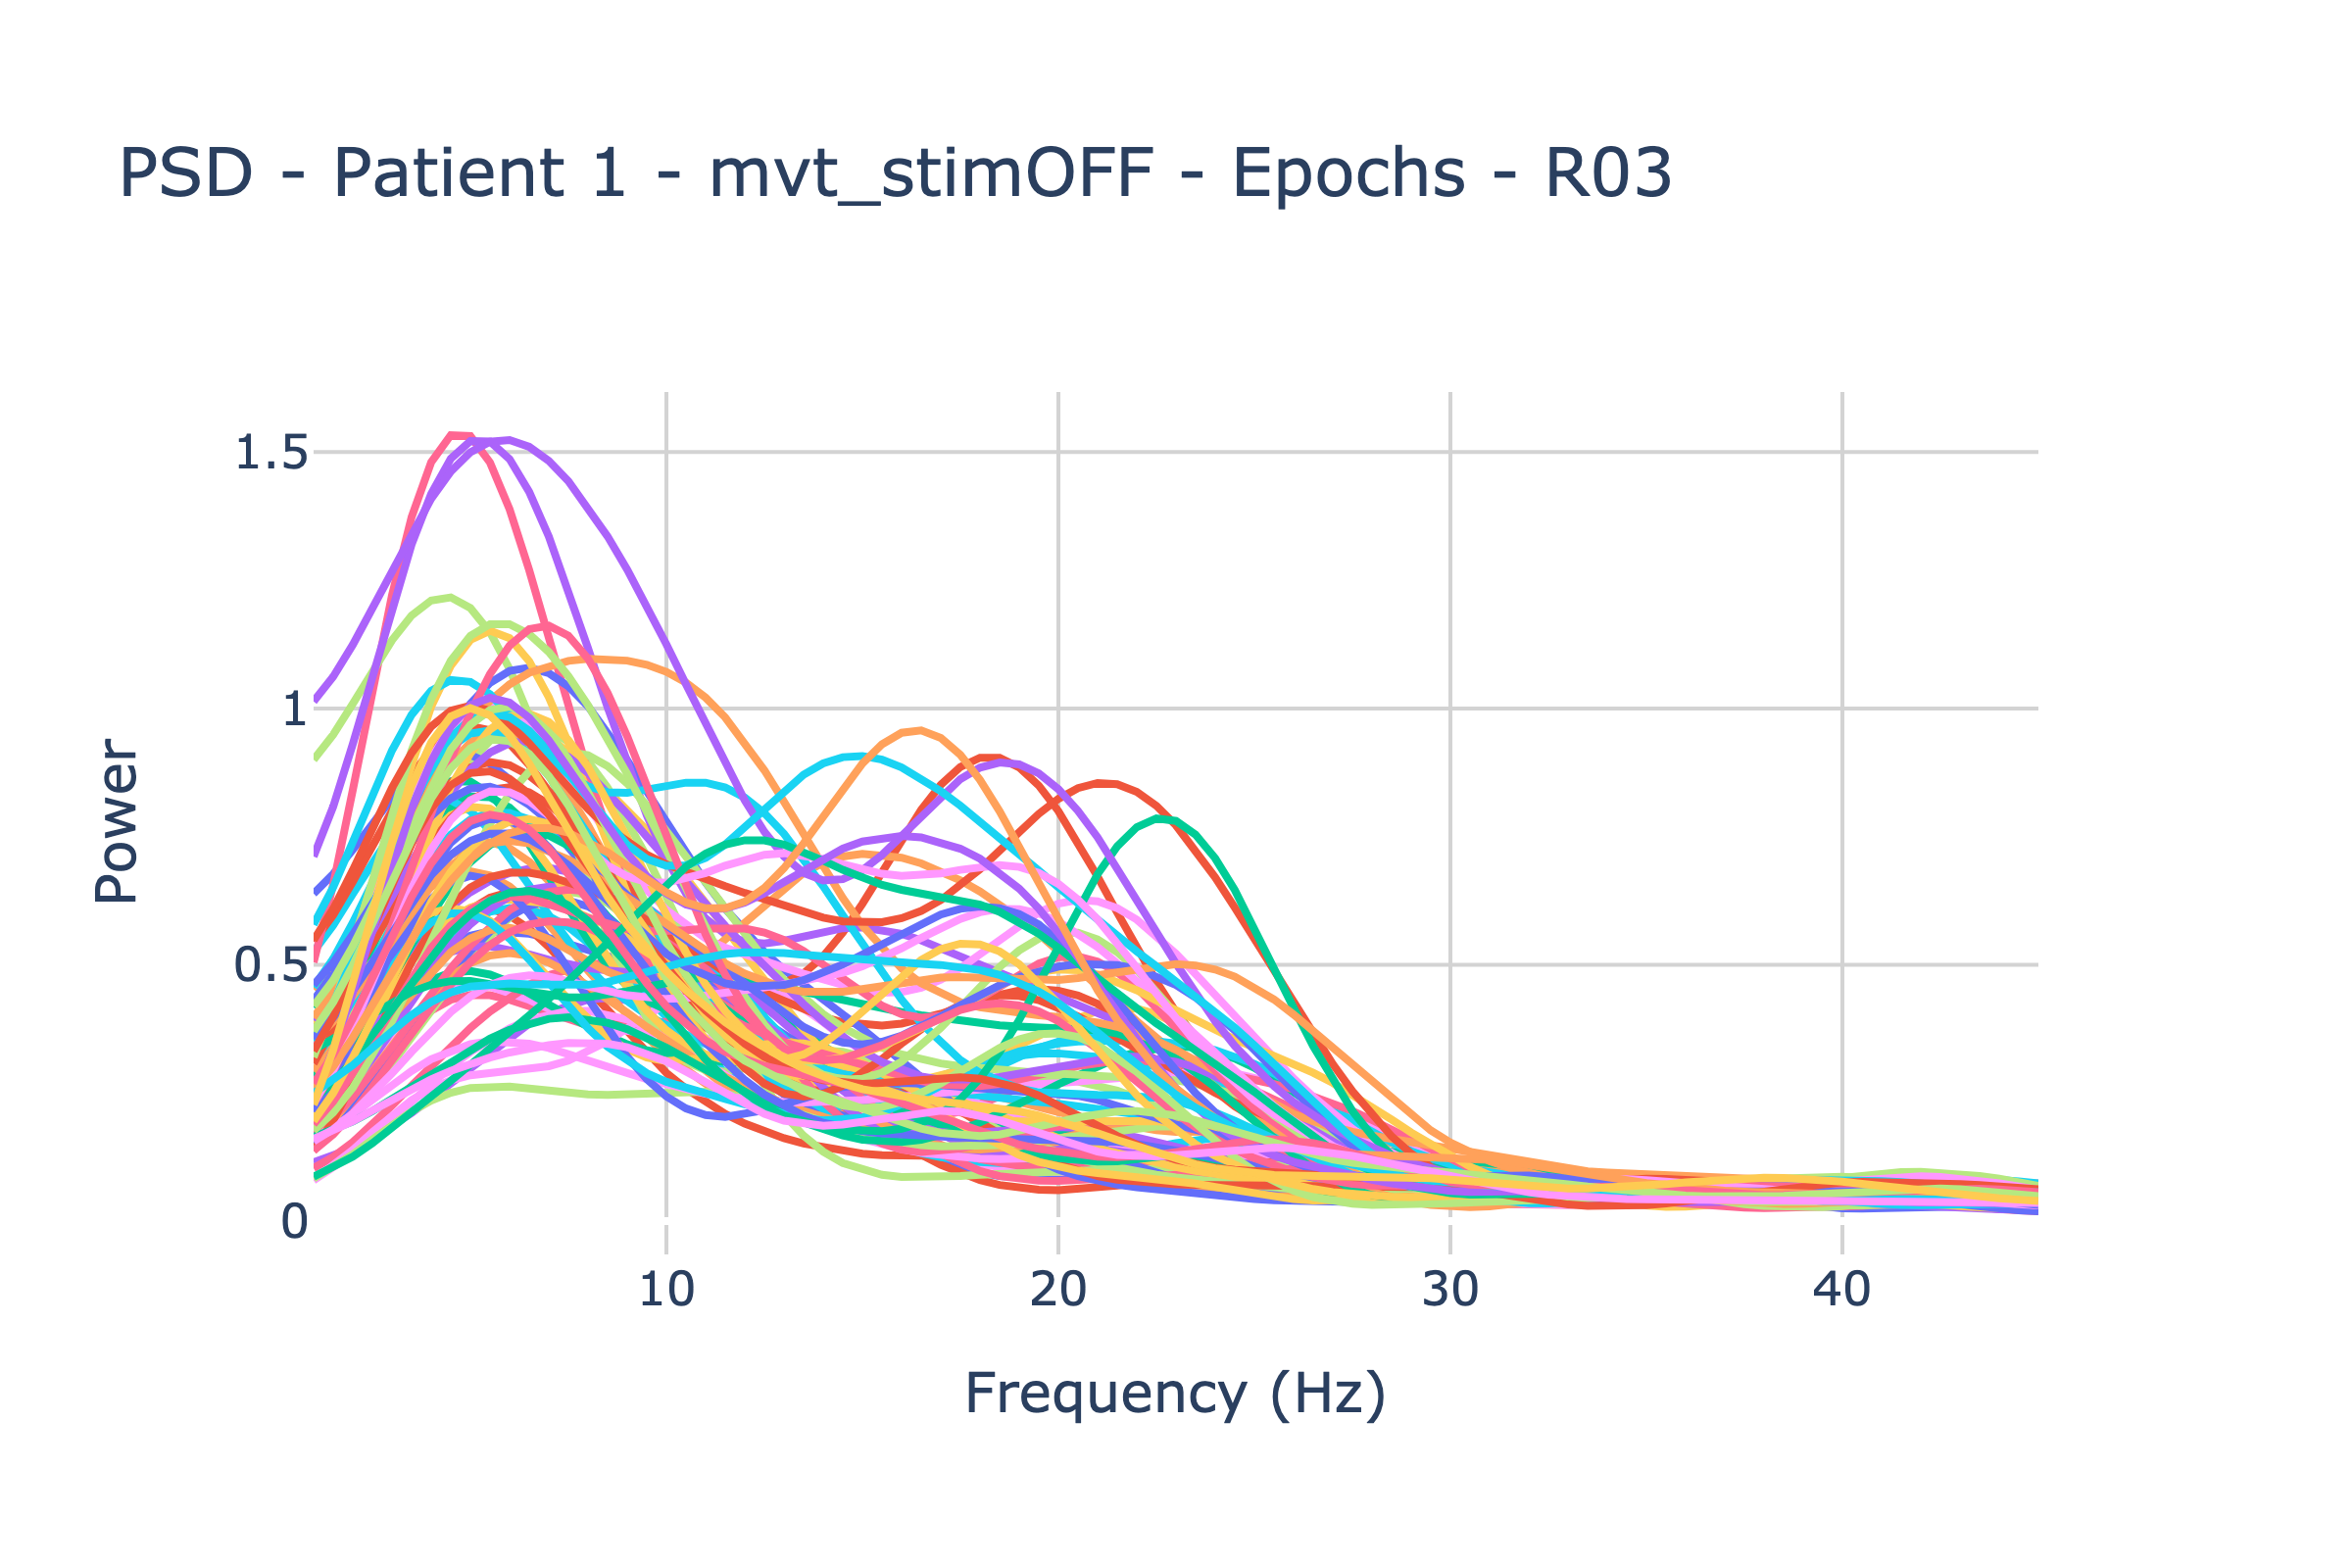 PSD - Patient 1 - mvt_stimOFF - Epochs - R03
1.5
1
0.5
0
Power
10 20 30 40
Frequency (Hz)